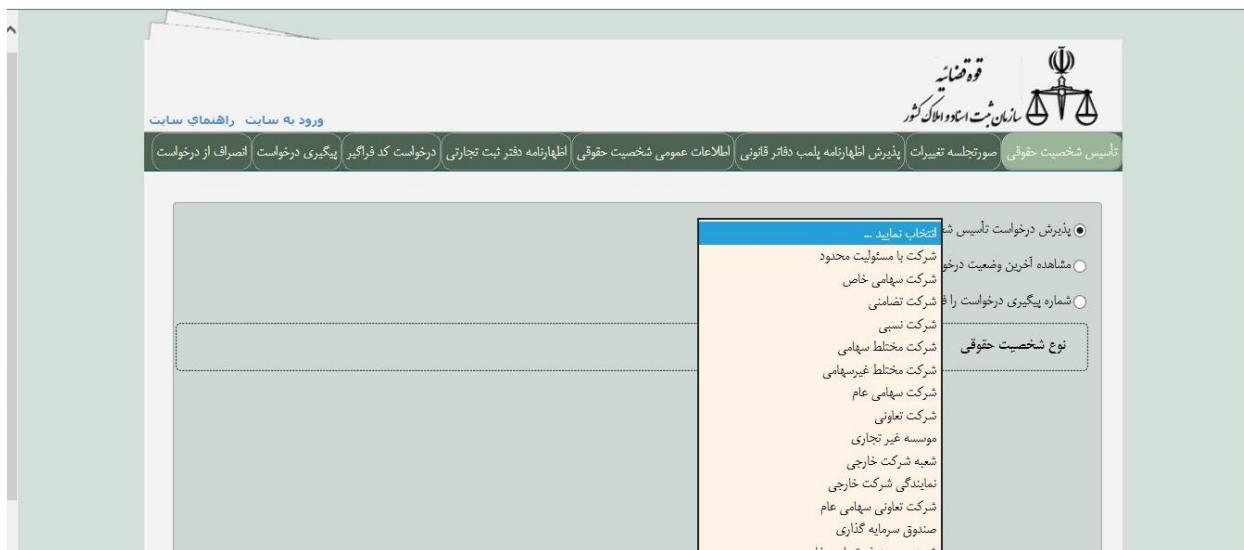 قوه قضائیه
سازمان ثبت اسناد و املاک کشور
ورود به سایت راهنمای سایت
تأسیس شخصیت حقوقی صورتجلسه تغییرات پذیرش اظهارنامه پلمب دفاتر قانونی اطلاعات عمومی شخصیت حقوقی اظهارنامه دفتر ثبت تجارتی درخواست کد فراگیر پیگیری درخواست انصراف از درخواست
پذیرش درخواست تأسیس
مشاهده آخرین وضعیت
شماره پیگیری درخواست را
نوع شخصیت حقوقی
انتخاب نمایید ...
شرکت با مسئولیت محدود
شرکت سهامی خاص
شرکت تضامنی
شرکت نسبی
شرکت مختلط سهامی
شرکت مختلط غیرسهامی
شرکت سهامی عام
شرکت تعاونی
موسسه غیر تجاری
شعبه شرکت خارجی
نمایندگی شرکت خارجی
شرکت تعاونی سهامی عام
صندوق سرمایه گذاری